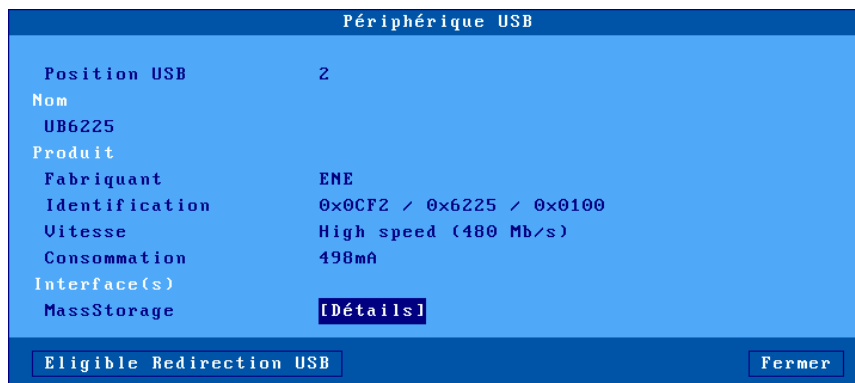 Périphérique USB
Position USB 2
Nom
UB6225
Produit
Fabriquant ENE
Identification 0x0CF2 / 0x6225 / 0x0100
Vitesse High speed (480 Mb/s)
Consommation 498mA
Interface(s)
MassStorage [Détails]
Eligible Redirection USB Fermer